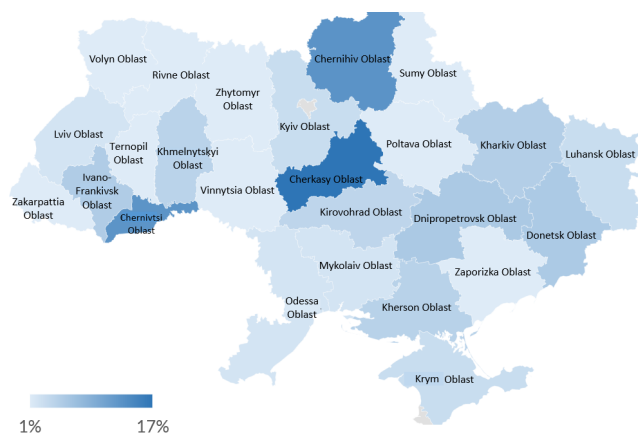 Chernihiv Oblast
Volyn Oblast
Rivne Oblast
Sumy Oblast
Zhytomyr
Oblast
Kyiv Oblast
Lviv Oblast
Ternopil
Oblast
Khmelnytskyi
Oblast
Poltava Oblast
Kharkiv Oblast
Luhansk Oblast
Ivano-
Frankivsk
Oblast
Cherkasy Oblast
Zakarpattia
Oblast
Vinnytsia Oblast
Chernivtsi
Oblast
Kirovohrad Oblast
Dnipropetrovsk Oblast
Donetsk Oblast
Mykolaiv Oblast
Zaporizka Oblast
Odessa
Oblast
Kherson Oblast
Krym Oblast
1%
17%